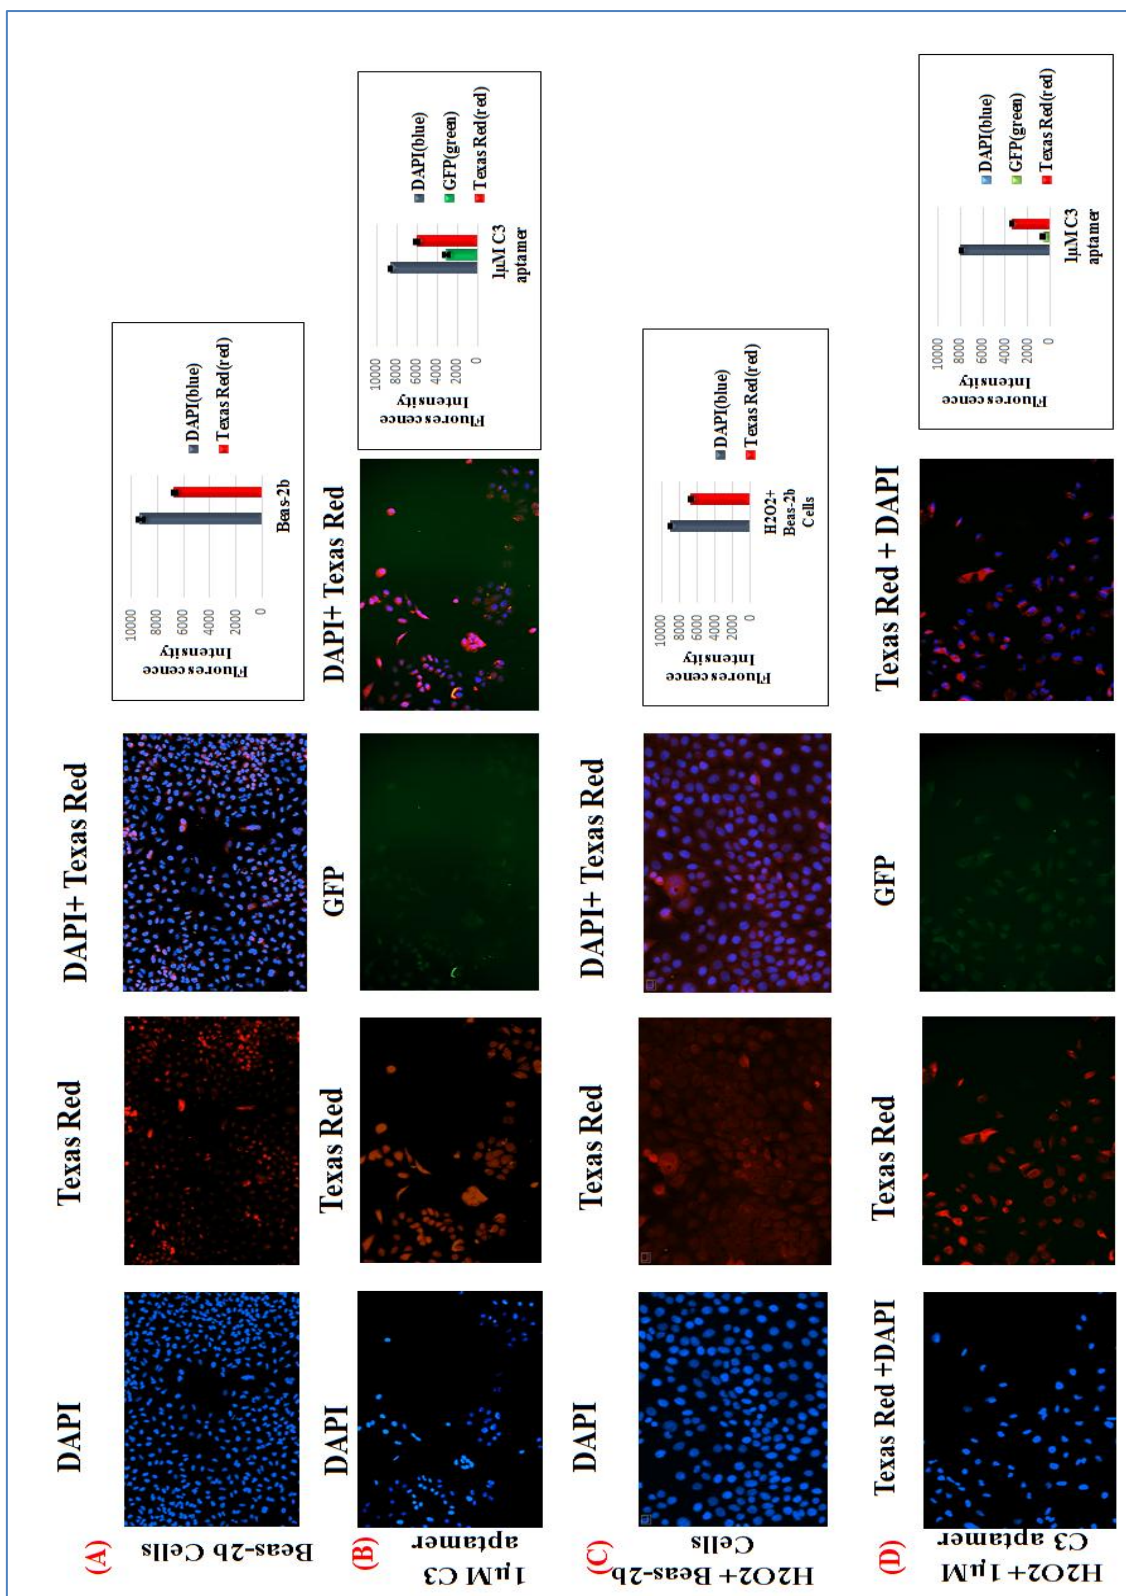 (A)
DAPI
Texas Red
DAPI+ Texas Red
Beas-2b Cells
Fluorescence
Intensity
10000
8000
6000
4000
2000
0
Beas-2b
DAPI(blue)
Texas Red(red)
(B)
DAPI
Texas Red
GFP
DAPI+ Texas Red
1μM C3
aptamer
Fluorescence
Intensity
10000
8000
6000
4000
2000
0
1μM C3
aptamer
DAPI(blue)
GFP(green)
Texas Red(red)
(C)
DAPI
Texas Red
DAPI+ Texas Red
H2O2+ Beas-2b
Cells
Fluorescence
Intensity
10000
8000
6000
4000
2000
0
H2O2+
Beas-2b
Cells
DAPI(blue)
Texas Red(red)
(D)
Texas Red +DAPI
Texas Red
GFP
Texas Red + DAPI
H2O2+ 1μM
C3 aptamer
Fluorescence
Intensity
10000
8000
6000
4000
2000
0
1μM C3
aptamer
DAPI(blue)
GFP(green)
Texas Red(red)